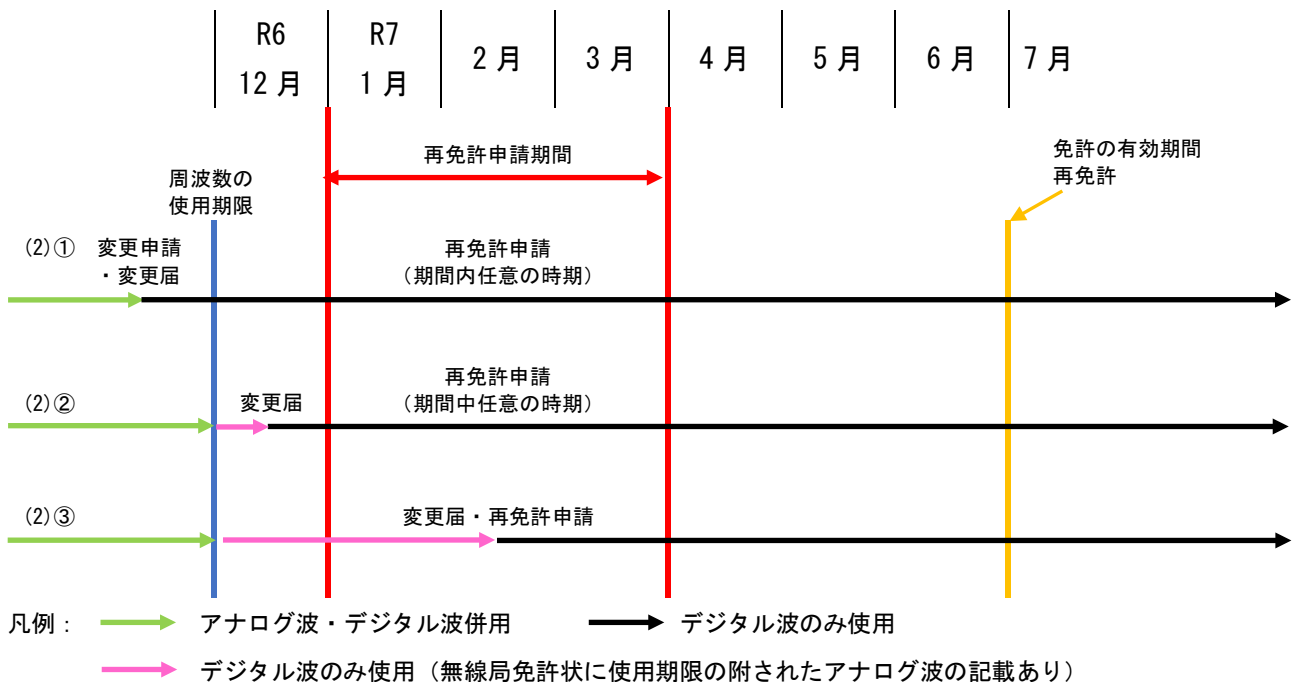 R6
12 月
R7
1 月
2 月
3 月
4 月
5 月
6 月
7 月
再免許申請期間
免許の有効期間
再免許
周波数の
使用期限
(2)① 変更申請
・変更届
再免許申請
（期間内任意の時期）
(2)②
変更届
再免許申請
（期間中任意の時期）
(2)③
変更届・再免許申請
凡例：
アナログ波・デジタル波併用
デジタル波のみ使用
デジタル波のみ使用（無線局免許状に使用期限の附されたアナログ波の記載あり）